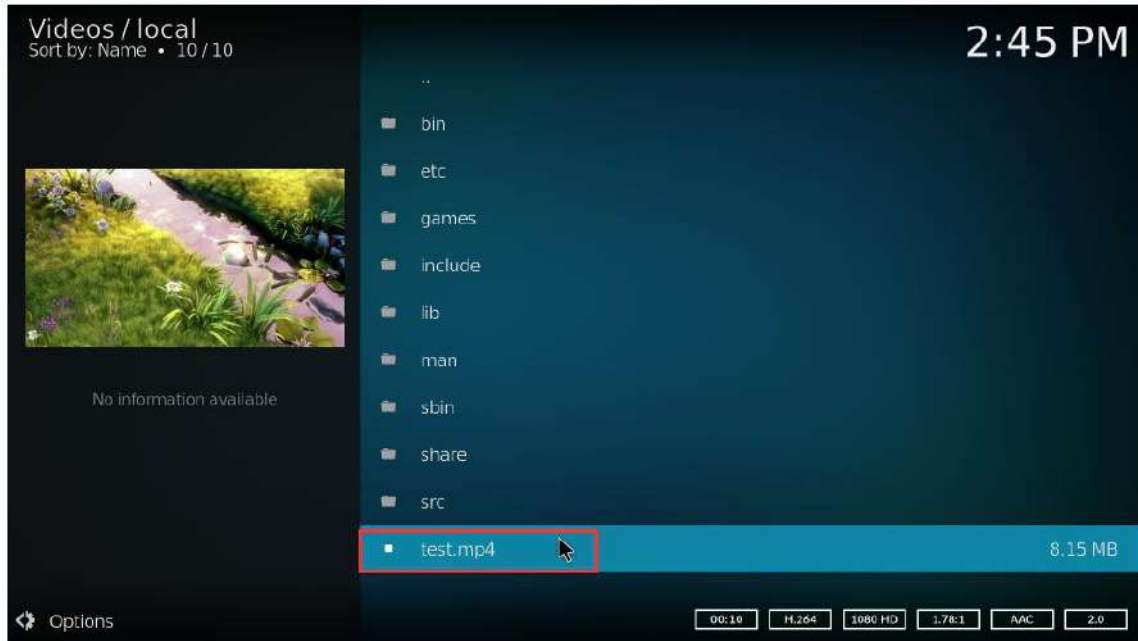 Videos / local
Sort by: Name • 10 / 10
2:45 PM
..
bin
etc
games
include
lib
man
sbin
share
src
test.mp4 8.15 MB
No information available
Options
00:10 H.264 1080 HD 1.78:1 AAC 2.0